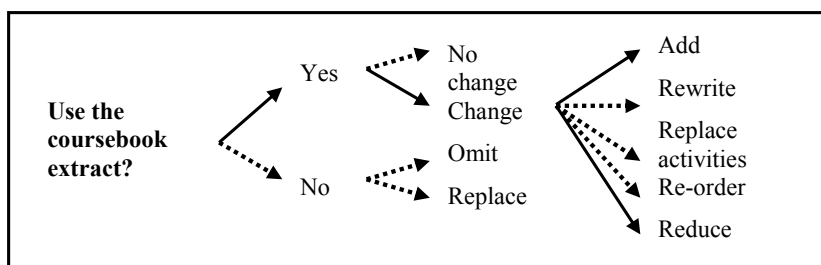 Use the
coursebook
extract?
Yes
No
No
change
Change
Omit
Replace
Add
Rewrite
Replace
activities
Re-order
Reduce